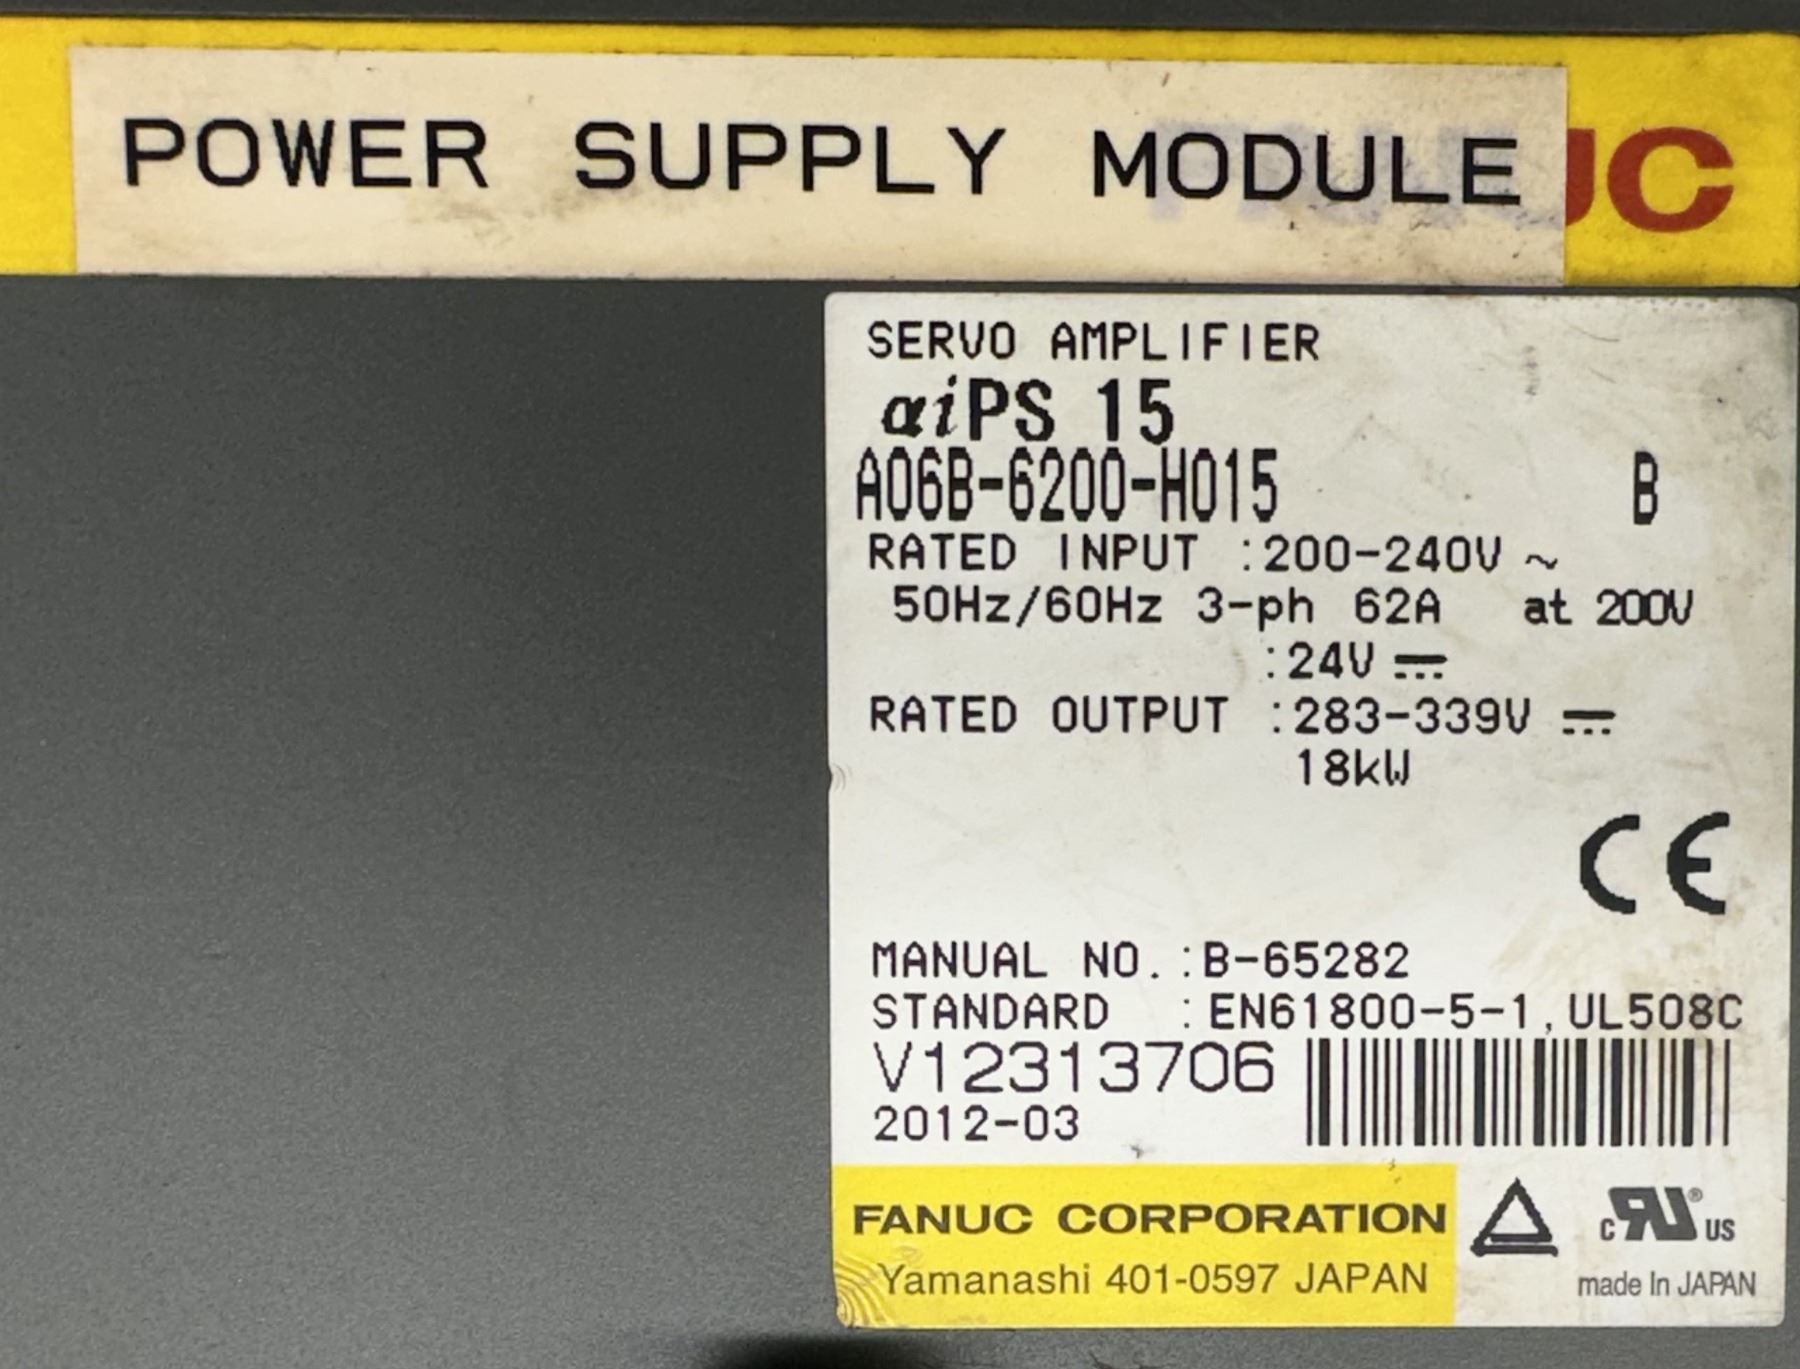 POWER SUPPLY MODULE UC
SERVO AMPLIFIER
αiPS 15
A06B-6200-H015 B
RATED INPUT :200-240V ~
50Hz/60Hz 3-ph 62A at 200V
:24V ⎓
RATED OUTPUT :283-339V ⎓
18kW
CE
MANUAL NO. :B-65282
STANDARD :EN61800-5-1, UL508C
V12313706
2012-03
FANUC CORPORATION
Yamanashi 401-0597 JAPAN
c RU ® US
made In JAPAN